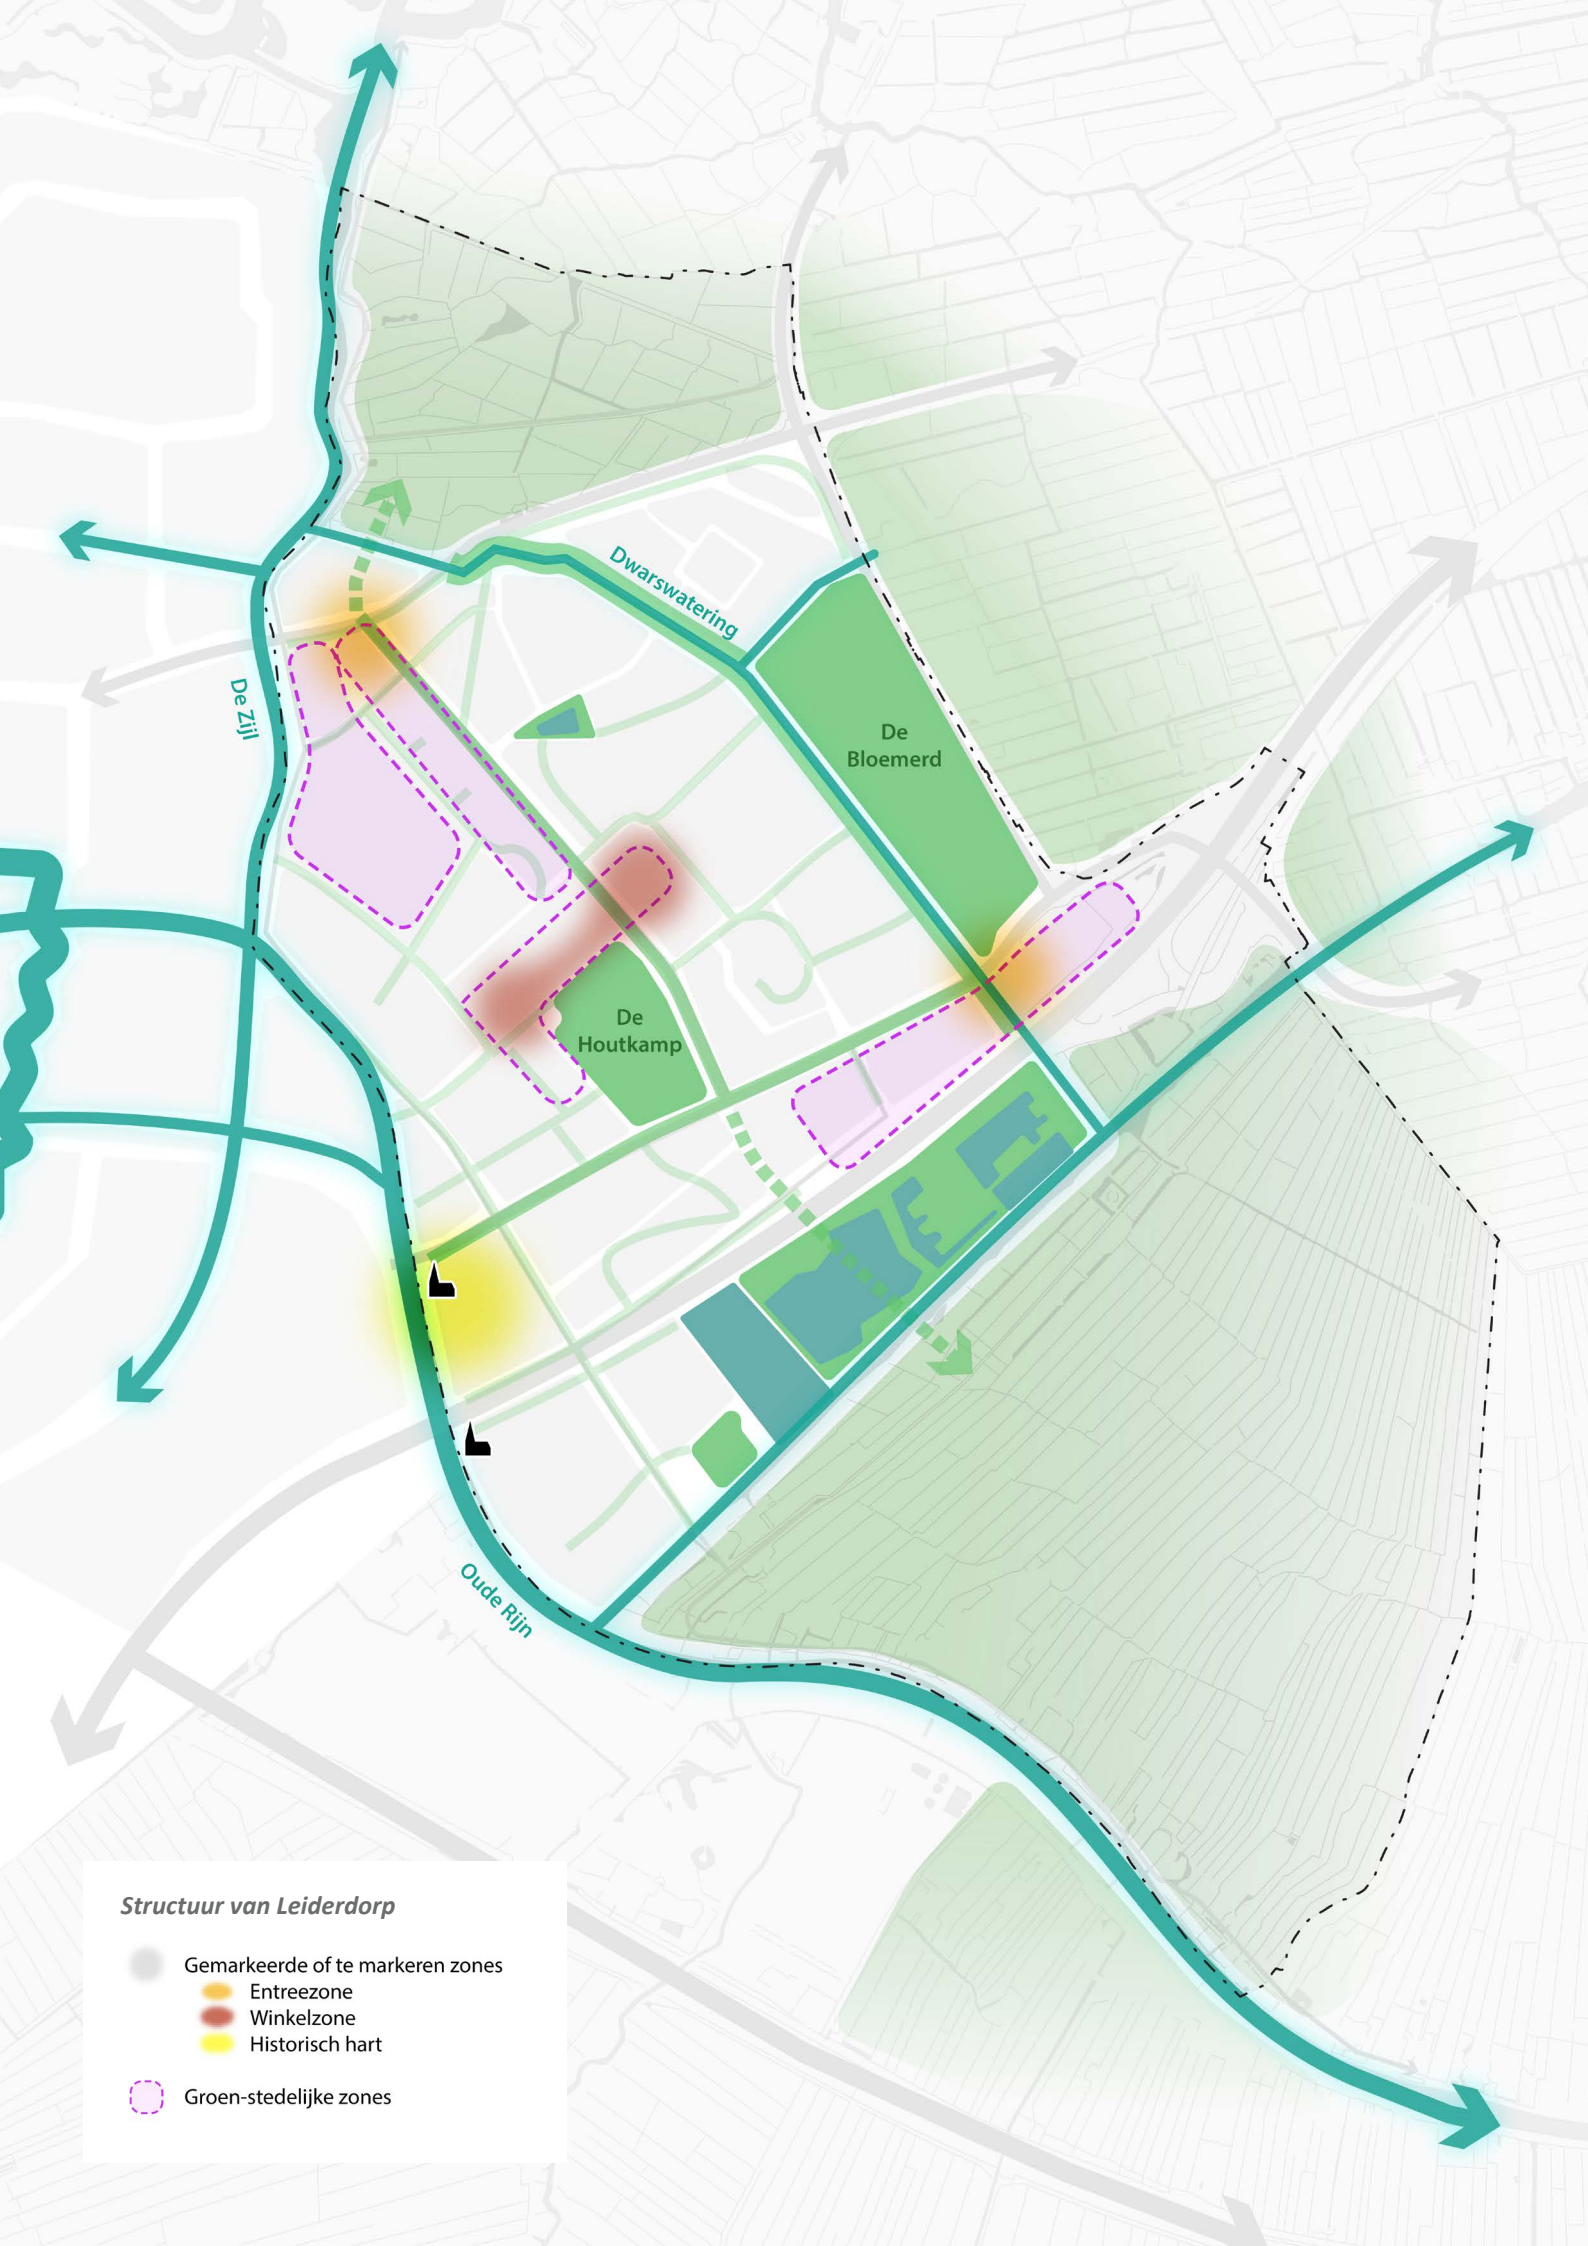 Dwarswatering
De Zijl
De
Bloemerd
De
Houtkamp
Oude Rijn
Structuur van Leiderdorp
Gemarkeerde of te markeren zones
Entreezone
Winkelzone
Historisch hart
Groen-stedelijke zones